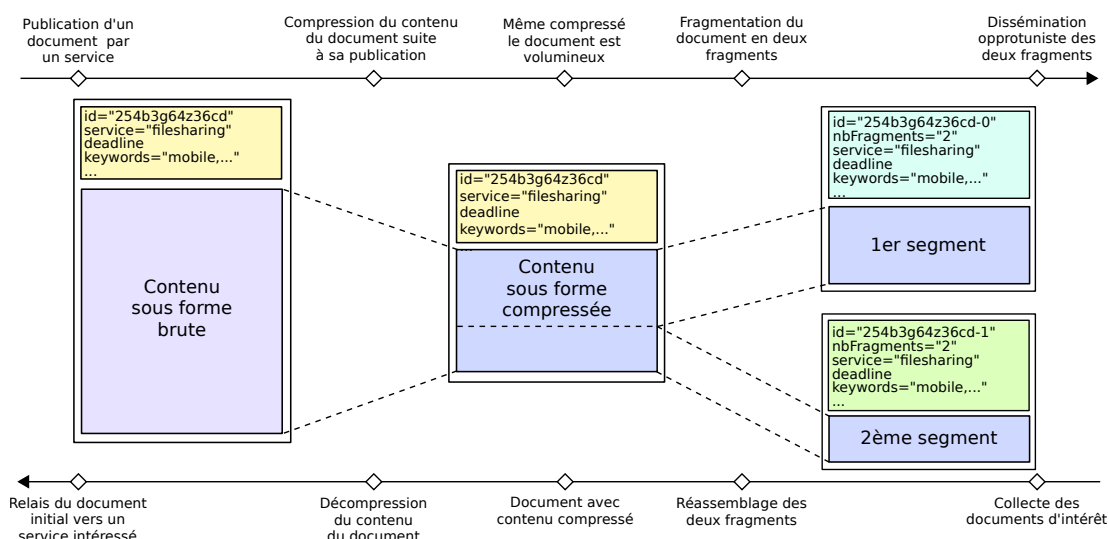 Publication d'un
document  par
un service
Compression du contenu
du document suite
à sa publication
Même compressé
le document est
volumineux
Fragmentation du
document en deux
fragments
Dissémination
opprotuniste des
deux fragments
id="254b3g64z36cd"
service="filesharing"
deadline
keywords="mobile,..."
...
Contenu
sous forme
brute
id="254b3g64z36cd"
service="filesharing"
deadline
keywords="mobile,..."
...
Contenu
sous forme
compressée
id="254b3g64z36cd-0"
nbFragments="2"
service="filesharing"
deadline
keywords="mobile,..."
...
1er segment
id="254b3g64z36cd-1"
nbFragments="2"
service="filesharing"
deadline
keywords="mobile,..."
...
2ème segment
Relais du document
initial vers un
service intéressé
Décompression
du contenu
du document
Document avec
contenu compressé
Réassemblage des
deux fragments
Collecte des
documents d'intérêt